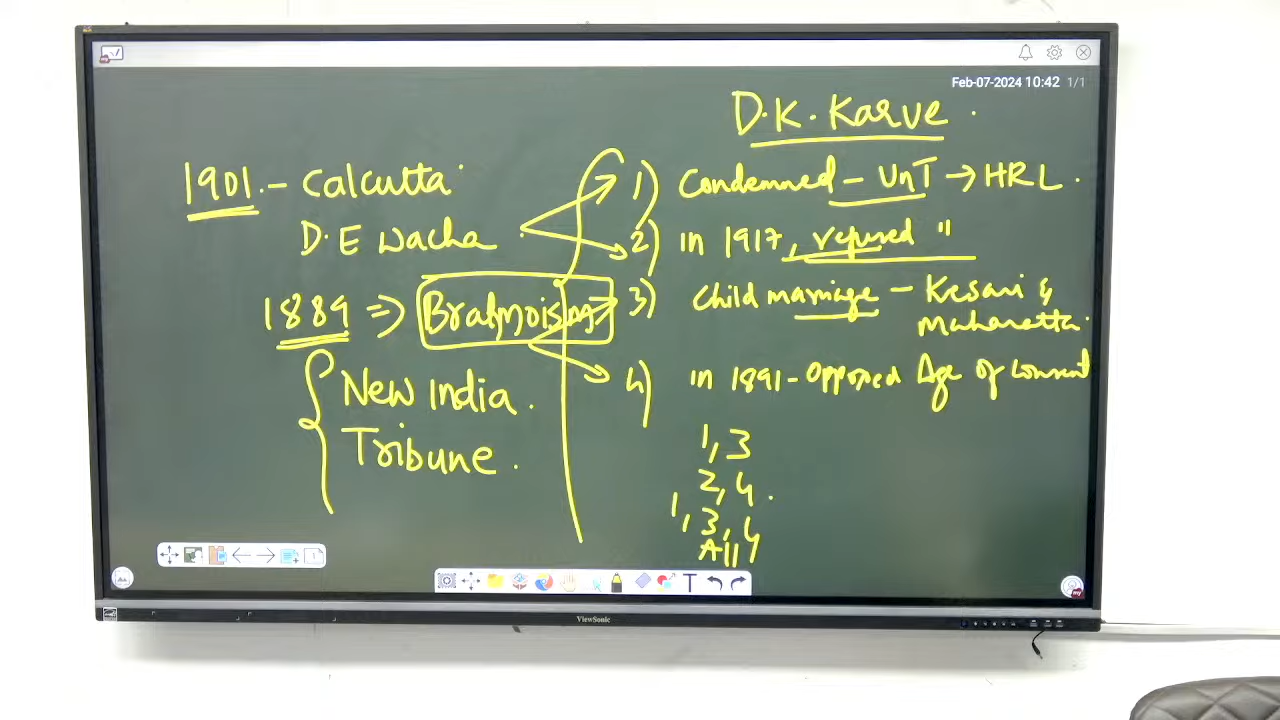 Feb-07-2024 10:42 1/1
D.K. Karve
1901 - Calcutta
D.E Wacha
1889 ⇒ Brahmoism
New India
Tribune
1) Condemned - UnT → HRL
2) in 1917, refused "
3) Child marriage - Kesari &
Maharatta
4) in 1891 - Opposed Age of Consent
1, 3
2, 4
1, 3, 4
All 4
T
ViewSonic